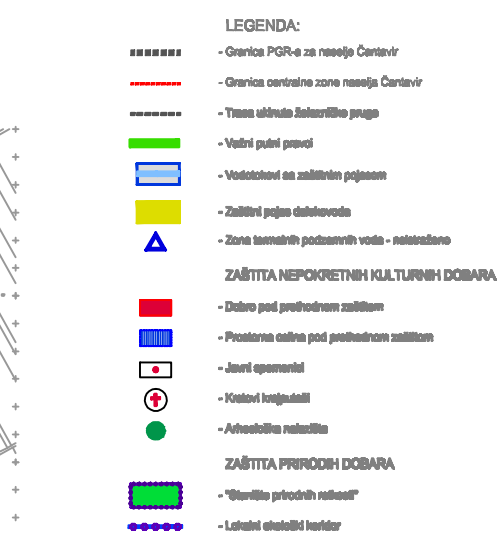 LEGENDA:
- Granica PGR-a za naselje Čantavir
- Granica centralne zone naselja Čantavir
- Trasa ukinute železničke pruge
- Važni putni pravci
- Vodotokovi sa zaštitnim pojasom
- Zaštitni pojas dalekovoda
- Zona termalnih podzemnih voda - neistraženo
ZAŠTITA NEPOKRETNIH KULTURNIH DOBARA
- Dobro pod prethodnom zaštitom
- Prostorna celina pod prethodnom zaštitom
- Javni spomenici
- Krstovi krajputaši
- Arheološka nalazišta
ZAŠTITA PRIRODIH DOBARA
- "Staništa prirodnih retkosti"
- Lokalni ekološki koridor